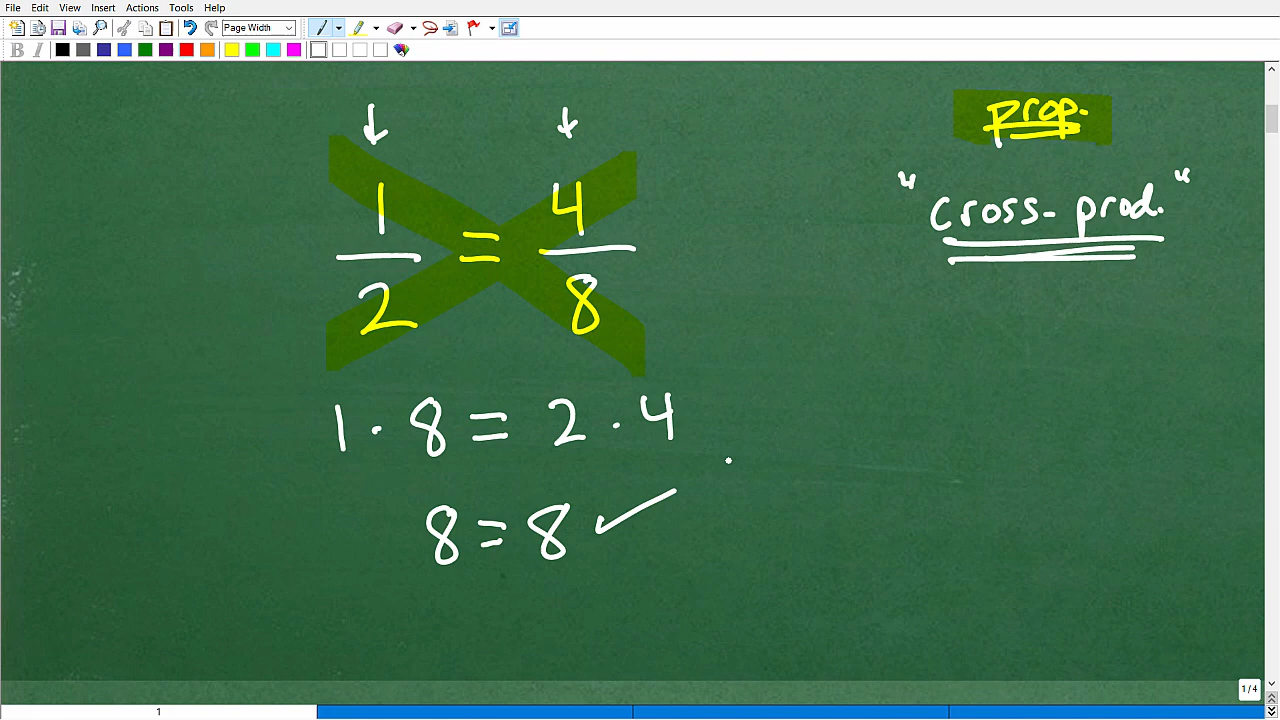 File Edit View Insert Actions Tools Help
Page Width
B I
prop.
1/2 = 4/8
"cross-prod."
1 · 8 = 2 · 4
8 = 8 ✓
1/4
1